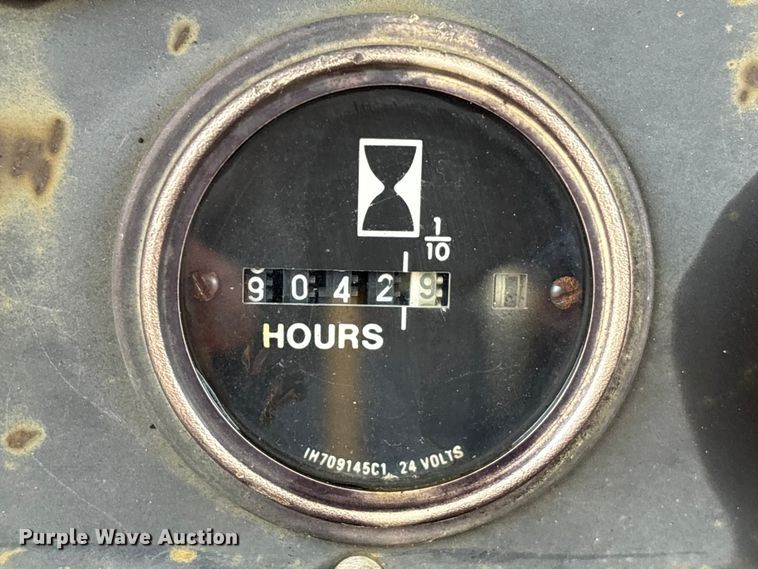 1/10
9 0 4 2 9
HOURS
IH709145C1 24 VOLTS
Purple Wave Auction